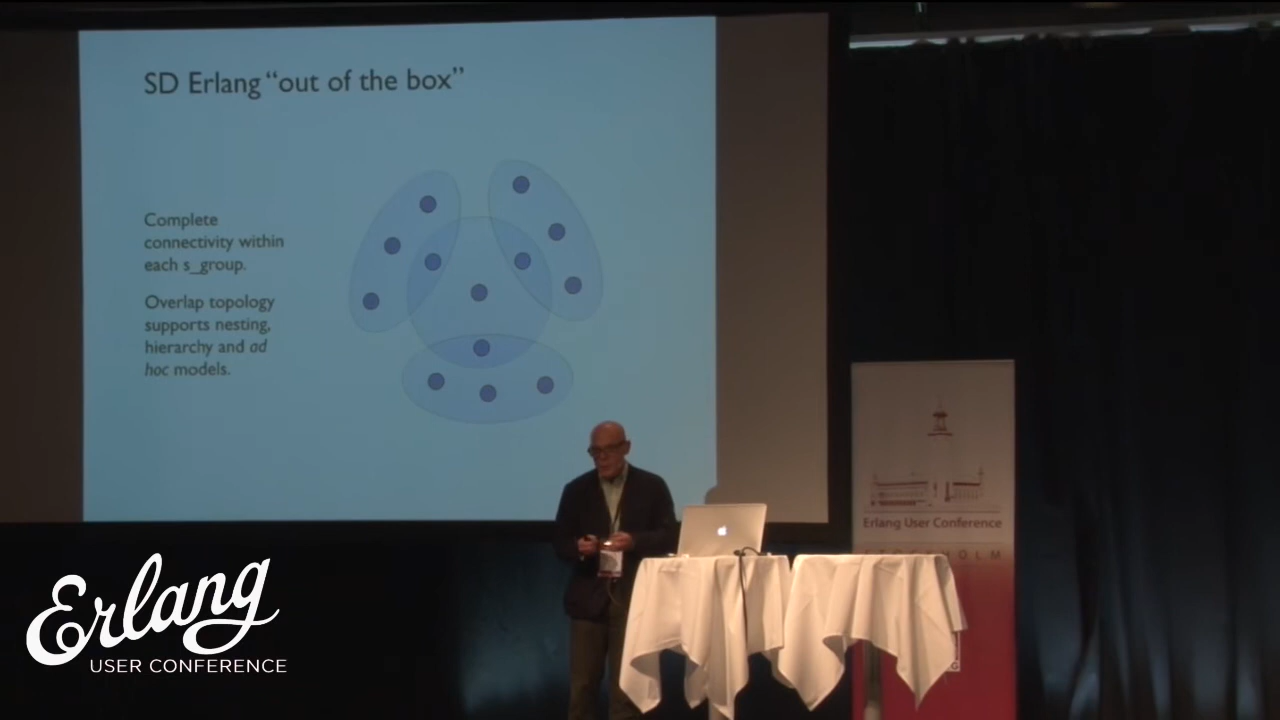 SD Erlang “out of the box”
Complete
connectivity within
each s_group.
Overlap topology
supports nesting,
hierarchy and ad
hoc models.
Erlang User Conference
STOCKHOLM
Erlang
USER CONFERENCE